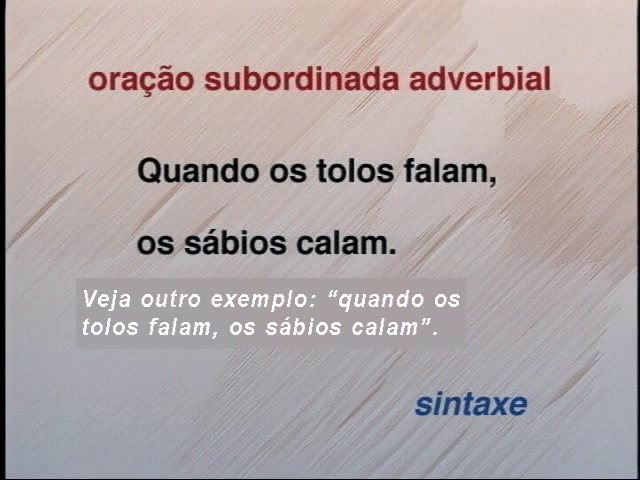 oração subordinada adverbial
Quando os tolos falam,
os sábios calam.
Veja outro exemplo: “quando os
tolos falam, os sábios calam”.
sintaxe